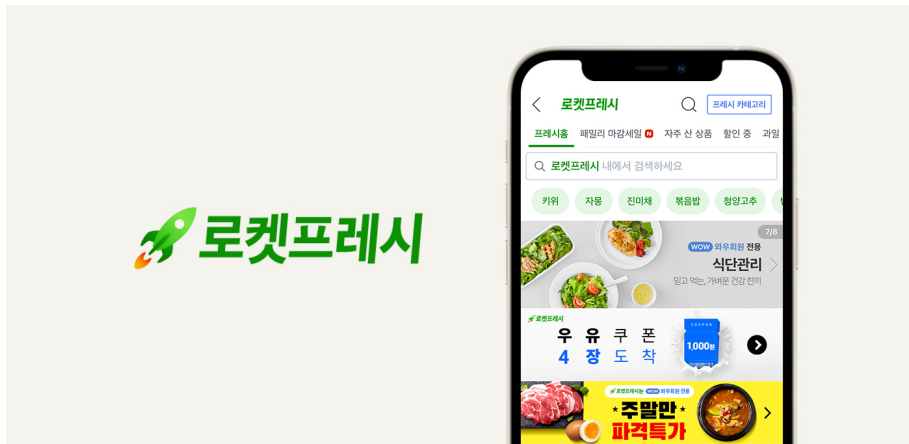 로켓프레시
로켓프레시
프레시 카테고리
프레시홈 패밀리 마감세일 N 자주 산 상품 할인 중 과일
로켓프레시 내에서 검색하세요
키위 자몽 진미채 볶음밥 청양고추
7/8
WOW 와우회원 전용
식단관리
믿고 먹는, 가벼운 건강 한끼
로켓프레시
우유쿠폰
4장도착
COUPON
1,000원
로켓프레시는 WOW 와우회원 전용
주말만
파격특가